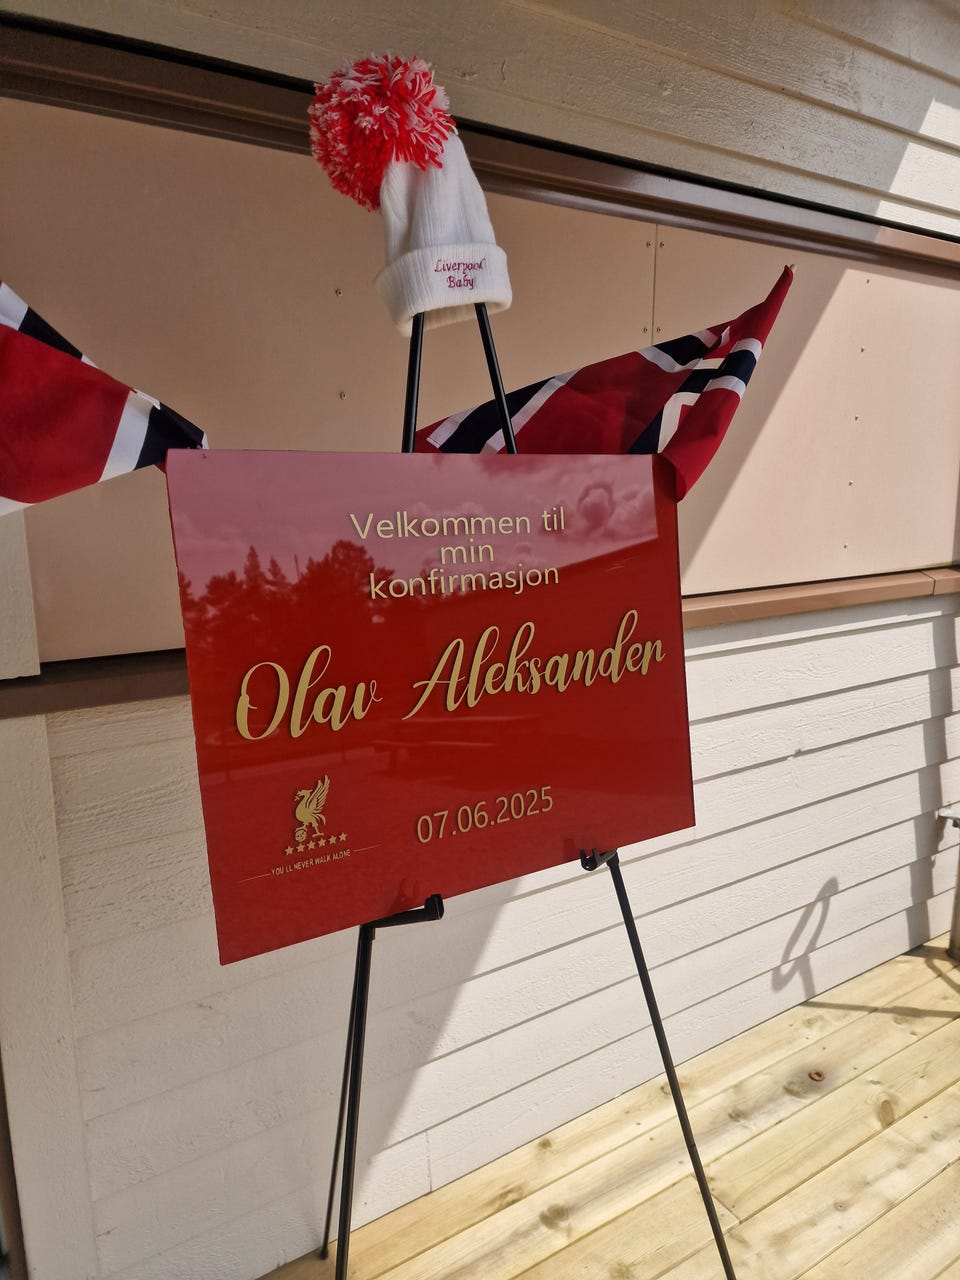 Liverpool
Baby
Velkommen til
min
konfirmasjon
Olav Aleksander
07.06.2025
YOU LL NEVER WALK ALONE